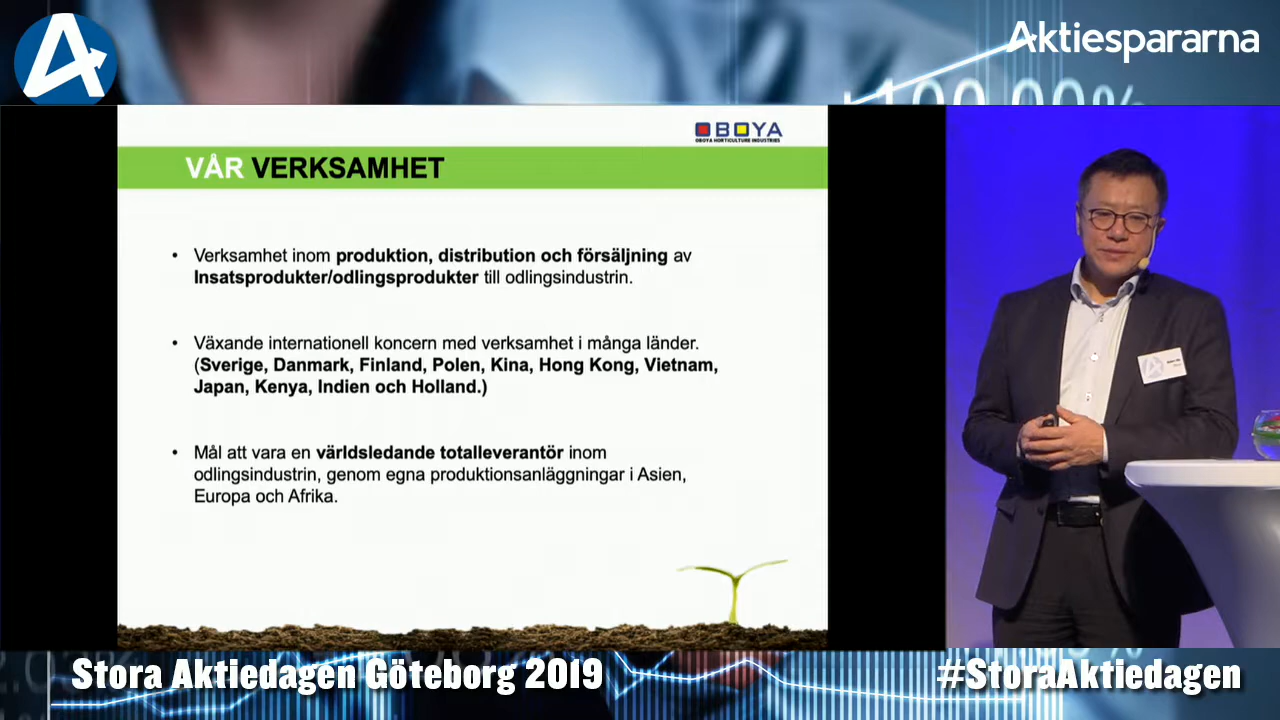 Aktiespararna
+100.00%
OBOYA
OBOYA HORTICULTURE INDUSTRIES
VÅR VERKSAMHET
• Verksamhet inom produktion, distribution och försäljning av
Insatsprodukter/odlingsprodukter till odlingsindustrin.
• Växande internationell koncern med verksamhet i många länder.
(Sverige, Danmark, Finland, Polen, Kina, Hong Kong, Vietnam,
Japan, Kenya, Indien och Holland.)
• Mål att vara en världsledande totalleverantör inom
odlingsindustrin, genom egna produktionsanläggningar i Asien,
Europa och Afrika.
Stora Aktiedagen Göteborg 2019
#StoraAktiedagen